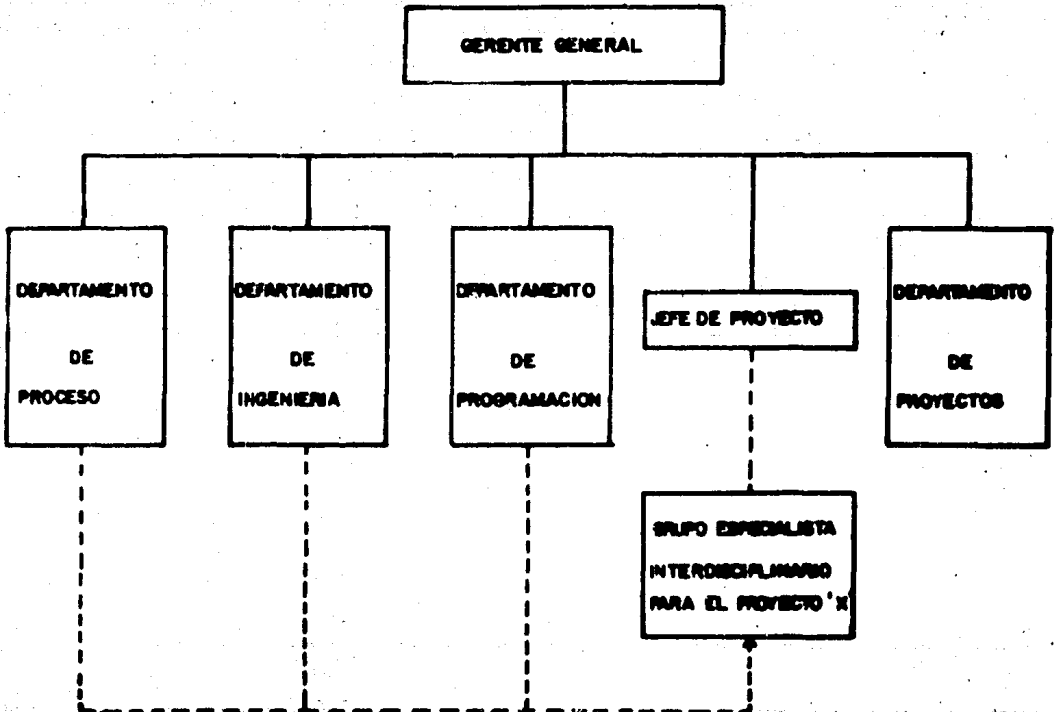 GERENTE GENERAL
DEPARTAMENTO
DE
PROCESO
DEPARTAMENTO
DE
INGENIERIA
DEPARTAMENTO
DE
PROGRAMACION
JEFE DE PROYECTO
DEPARTAMENTO
DE
PROYECTOS
GRUPO ESPECIALISTA
INTERDISCIPLINARIO
PARA EL PROYECTO 'X'